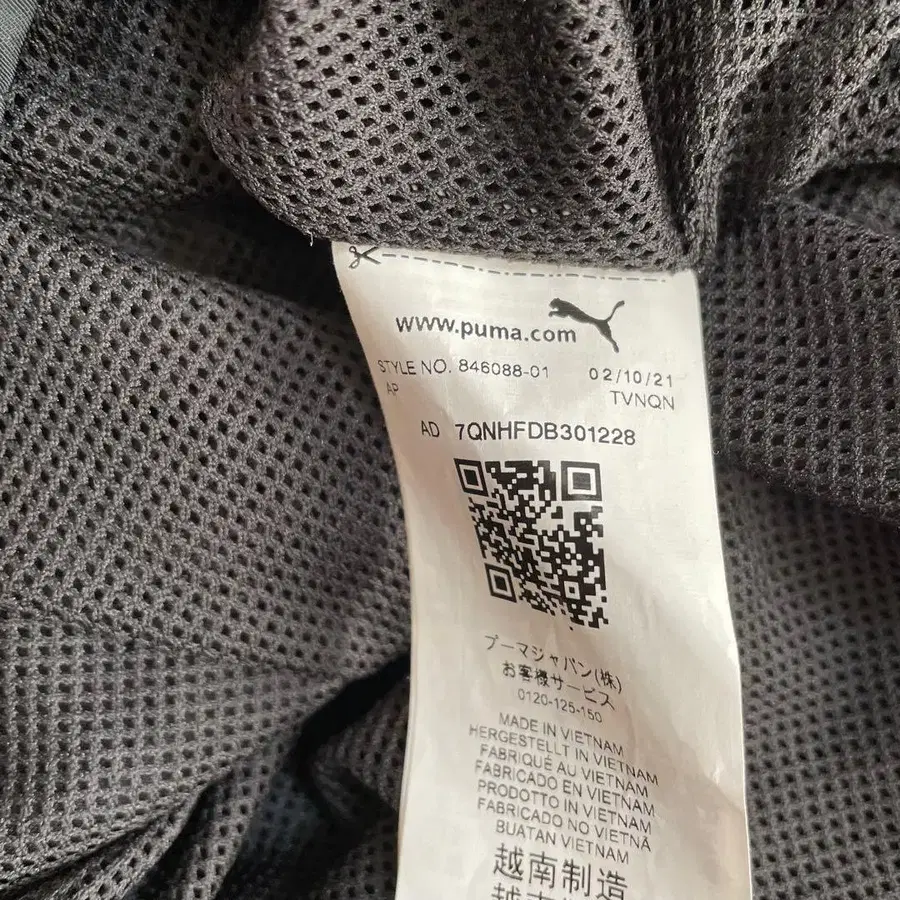 www.puma.com
STYLE NO. 846088-01 02/10/21
AP TVNQN
AD 7QNHFDB301228
プーマジャパン(株)
お客様サービス
0120-125-150
MADE IN VIETNAM
HERGESTELLT IN VIETNAM
FABRIQUÉ AU VIETNAM
FABRICADO EN VIETNAM
PRODOTTO IN VIETNAM
FABRICADO NO VIETNÃ
BUATAN VIETNAM
越南制造